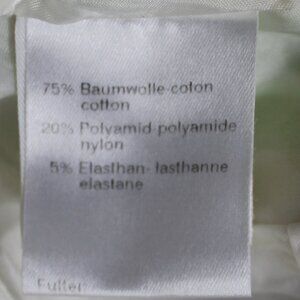 75% Baumwolle-coton
cotton
20% Polyamid-polyamide
nylon
5% Elasthan- lasthanne
elastane
Futter